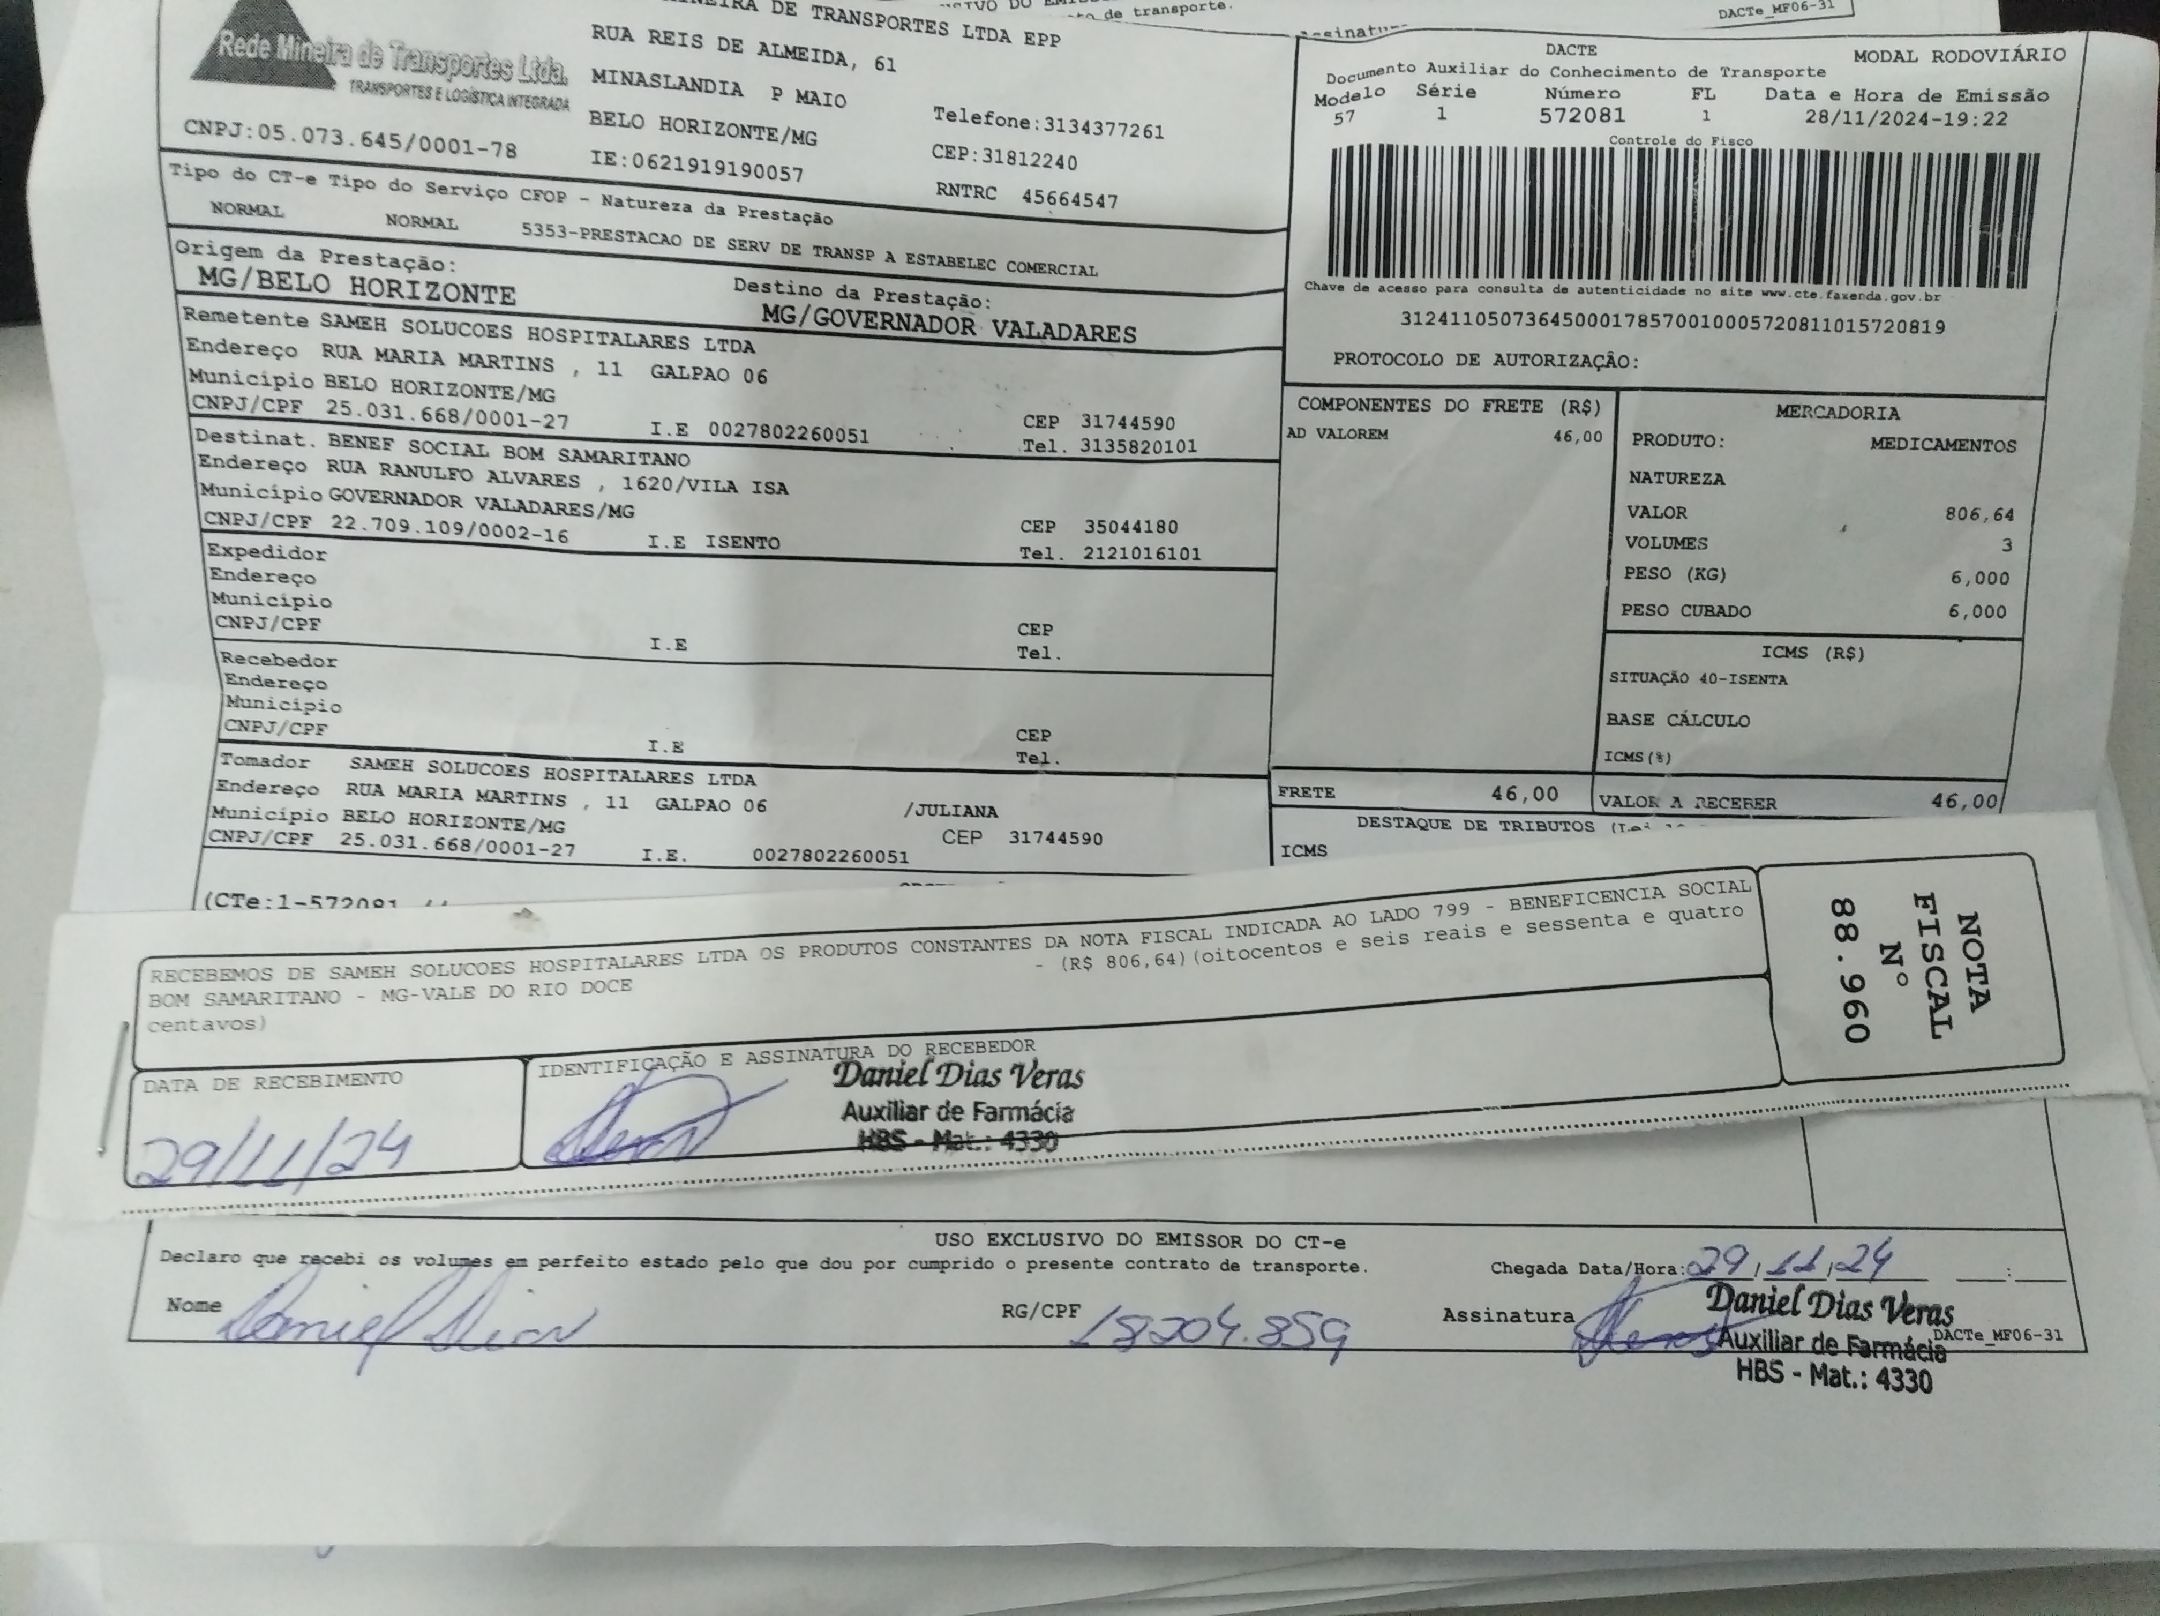 de transporte.
DACTe_MF06-31
Rede Mineira de Transportes Ltda.
TRANSPORTES E LOGÍSTICA INTEGRADA
CNPJ:05.073.645/0001-78
DE TRANSPORTES LTDA EPP
RUA REIS DE ALMEIDA, 61
MINASLANDIA P MAIO
BELO HORIZONTE/MG
Telefone:3134377261
IE:0621919190057
CEP:31812240
RNTRC 45664547
DACTE
MODAL RODOVIÁRIO
Documento Auxiliar do Conhecimento de Transporte
Modelo Série Número FL Data e Hora de Emissão
57 1 572081 1 28/11/2024-19:22
Controle do Fisco
Chave de acesso para consulta de autenticidade no site www.cte.faxenda.gov.br
31241105073645000178570010005720811015720819
PROTOCOLO DE AUTORIZAÇÃO:
Tipo do CT-e Tipo do Serviço CFOP - Natureza da Prestação
NORMAL NORMAL 5353-PRESTACAO DE SERV DE TRANSP A ESTABELEC COMERCIAL
Origem da Prestação:
MG/BELO HORIZONTE
Destino da Prestação:
MG/GOVERNADOR VALADARES
Remetente SAMEH SOLUCOES HOSPITALARES LTDA
Endereço RUA MARIA MARTINS , 11 GALPAO 06
Município BELO HORIZONTE/MG
CEP 31744590
CNPJ/CPF 25.031.668/0001-27 I.E 0027802260051 Tel. 3135820101
Destinat. BENEF SOCIAL BOM SAMARITANO
Endereço RUA RANULFO ALVARES , 1620/VILA ISA
Município GOVERNADOR VALADARES/MG
CEP 35044180
CNPJ/CPF 22.709.109/0002-16 I.E ISENTO Tel. 2121016101
Expedidor
Endereço
Município
CEP
CNPJ/CPF I.E Tel.
Recebedor
Endereço
Município
CEP
CNPJ/CPF I.E Tel.
Tomador SAMEH SOLUCOES HOSPITALARES LTDA
Endereço RUA MARIA MARTINS , 11 GALPAO 06 /JULIANA
Município BELO HORIZONTE/MG
CEP 31744590
CNPJ/CPF 25.031.668/0001-27 I.E. 0027802260051
COMPONENTES DO FRETE (R$)
AD VALOREM 46,00
MERCADORIA
PRODUTO: MEDICAMENTOS
NATUREZA
VALOR 806,64
VOLUMES 3
PESO (KG) 6,000
PESO CUBADO 6,000
ICMS (R$)
SITUAÇÃO 40-ISENTA
BASE CÁLCULO
ICMS(%)
FRETE 46,00
VALOR A RECEBER 46,00
DESTAQUE DE TRIBUTOS
ICMS
(CTe:1-572081
RECEBEMOS DE SAMEH SOLUCOES HOSPITALARES LTDA OS PRODUTOS CONSTANTES DA NOTA FISCAL INDICADA AO LADO 799 - BENEFICENCIA SOCIAL
BOM SAMARITANO - MG-VALE DO RIO DOCE - (R$ 806,64)(oitocentos e seis reais e sessenta e quatro
centavos)
DATA DE RECEBIMENTO
29/11/24
IDENTIFICAÇÃO E ASSINATURA DO RECEBEDOR
Daniel Dias Veras
Auxiliar de Farmácia
HBS - Mat.: 4330
NOTA
FISCAL
Nº
88.960
USO EXCLUSIVO DO EMISSOR DO CT-e
Declaro que recebi os volumes em perfeito estado pelo que dou por cumprido o presente contrato de transporte.
Chegada Data/Hora: 29/11/24 __:__
Nome Daniel Dias
RG/CPF 18204.859
Assinatura
Daniel Dias Veras
Auxiliar de Farmácia
HBS - Mat.: 4330
DACTe_MF06-31